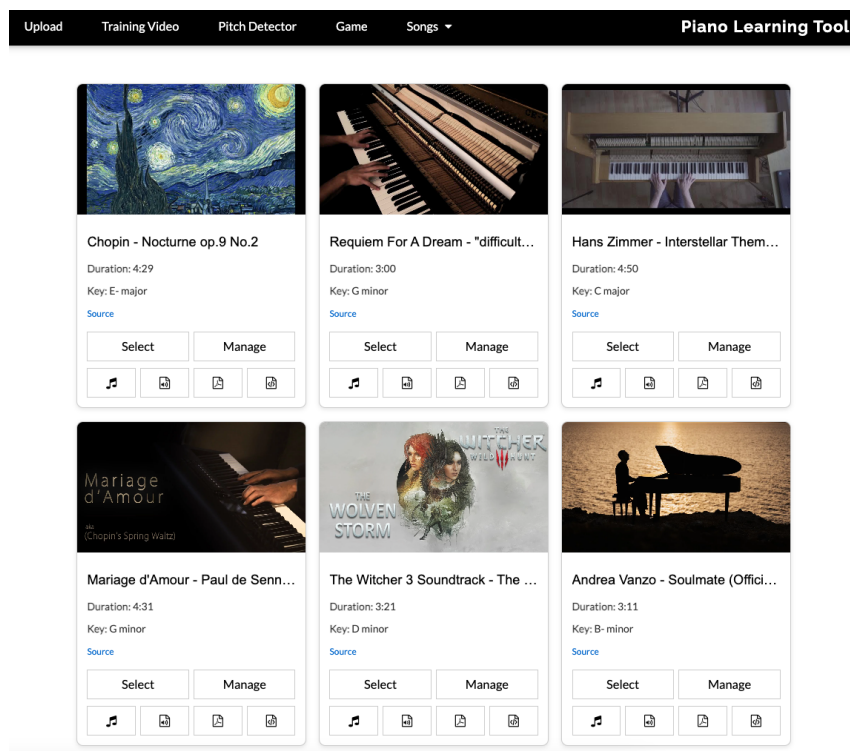 Upload Training Video Pitch Detector Game Songs Piano Learning Tool
Chopin - Nocturne op.9 No.2
Duration: 4:29
Key: E- major
Source
Select Manage
Requiem For A Dream - "difficult...
Duration: 3:00
Key: G minor
Source
Select Manage
Hans Zimmer - Interstellar Them...
Duration: 4:50
Key: C major
Source
Select Manage
Mariage
d'Amour
aka
(Chopin's Spring Waltz)
Mariage d'Amour - Paul de Senn...
Duration: 4:31
Key: G minor
Source
Select Manage
THE
WITCHER
WILD HUNT
THE
WOLVEN
STORM
The Witcher 3 Soundtrack - The ...
Duration: 3:21
Key: D minor
Source
Select Manage
Andrea Vanzo - Soulmate (Offici...
Duration: 3:11
Key: B- minor
Source
Select Manage